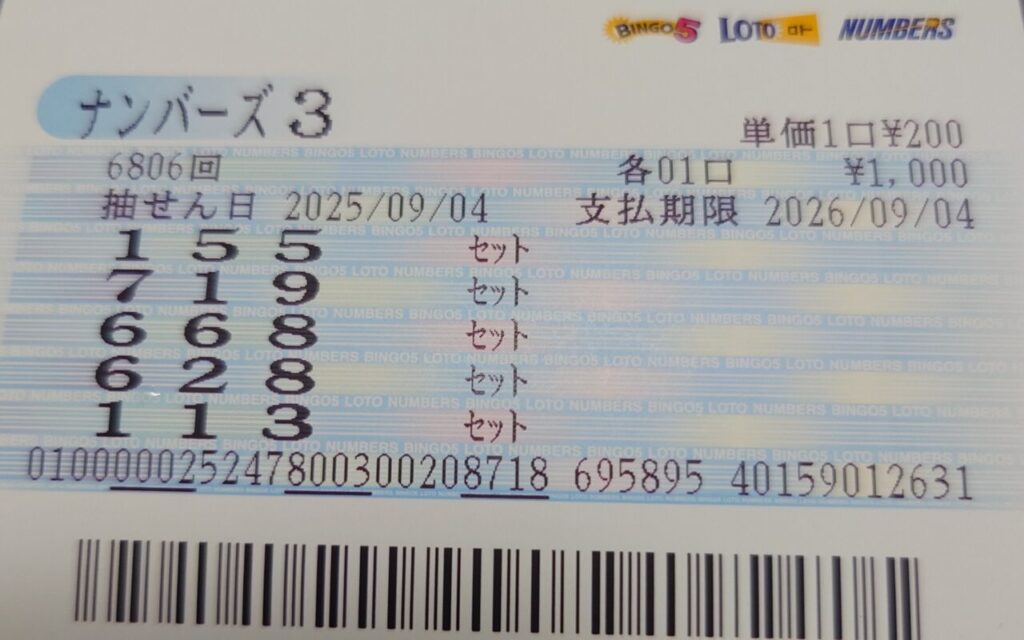 BINGO5 LOTO ロト NUMBERS
ナンバーズ3
単価1口¥200
6806回 各01口 ¥1,000
抽せん日 2025/09/04 支払期限 2026/09/04
1 5 5 セット
7 1 9 セット
6 6 8 セット
6 2 8 セット
1 1 3 セット
010000025247800300208718 695895 40159012631